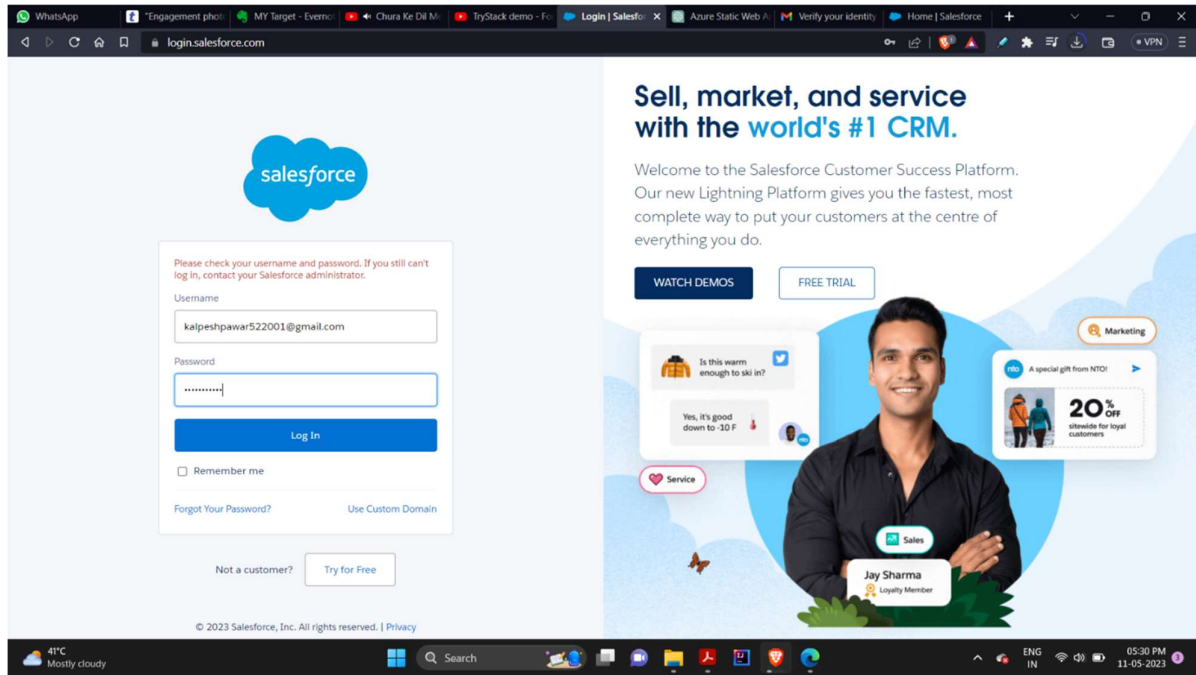 WhatsApp
"Engagement phot
MY Target - Everno
Chura Ke Dil M
TryStack demo - Fo
Login | Salesfor
Azure Static Web A
Verify your identity
Home | Salesforce
login.salesforce.com
VPN
salesforce
Please check your username and password. If you still can't
log in, contact your Salesforce administrator.
Username
kalpeshpawar522001@gmail.com
Password
Log In
Remember me
Forgot Your Password?
Use Custom Domain
Not a customer?
Try for Free
© 2023 Salesforce, Inc. All rights reserved. | Privacy
Sell, market, and service
with the world's #1 CRM.
Welcome to the Salesforce Customer Success Platform.
Our new Lightning Platform gives you the fastest, most
complete way to put your customers at the centre of
everything you do.
WATCH DEMOS
FREE TRIAL
Marketing
Is this warm
enough to ski in?
Yes, it's good
down to -10 F
nto
nto
A special gift from NTO!
20% OFF
sitewide for loyal
customers
Service
Sales
Jay Sharma
Loyalty Member
41°C
Mostly cloudy
Search
ENG
IN
05:30 PM
11-05-2023
3